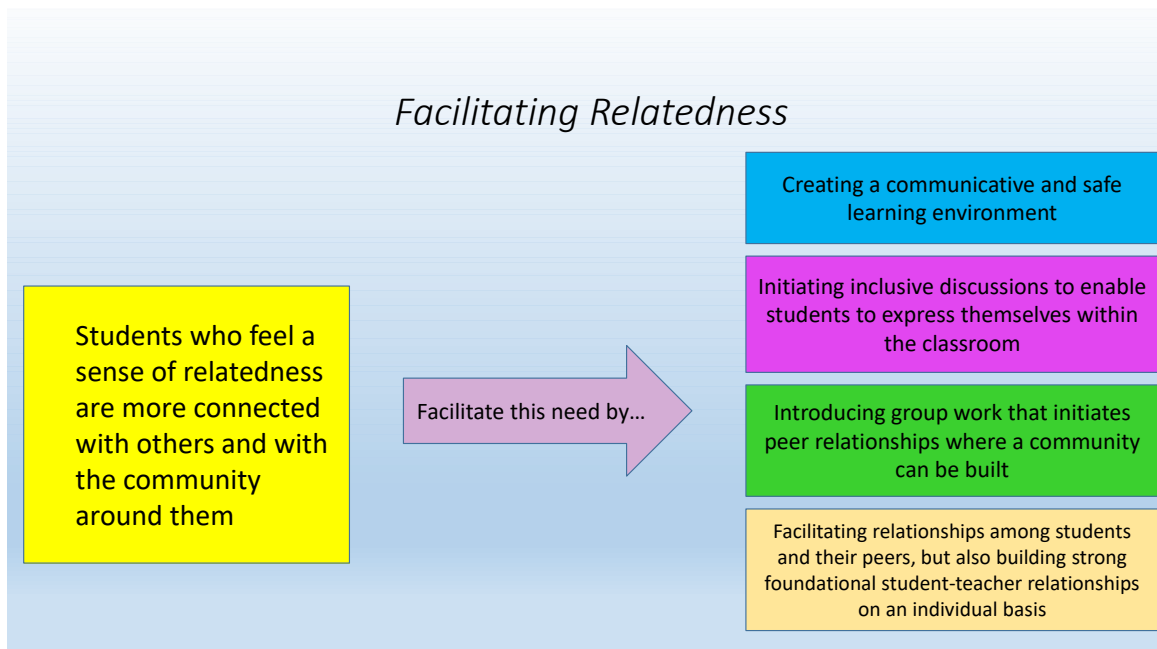 Facilitating Relatedness
Students who feel a
sense of relatedness
are more connected
with others and with
the community
around them
Facilitate this need by…
Creating a communicative and safe
learning environment
Initiating inclusive discussions to enable
students to express themselves within
the classroom
Introducing group work that initiates
peer relationships where a community
can be built
Facilitating relationships among students
and their peers, but also building strong
foundational student-teacher relationships
on an individual basis